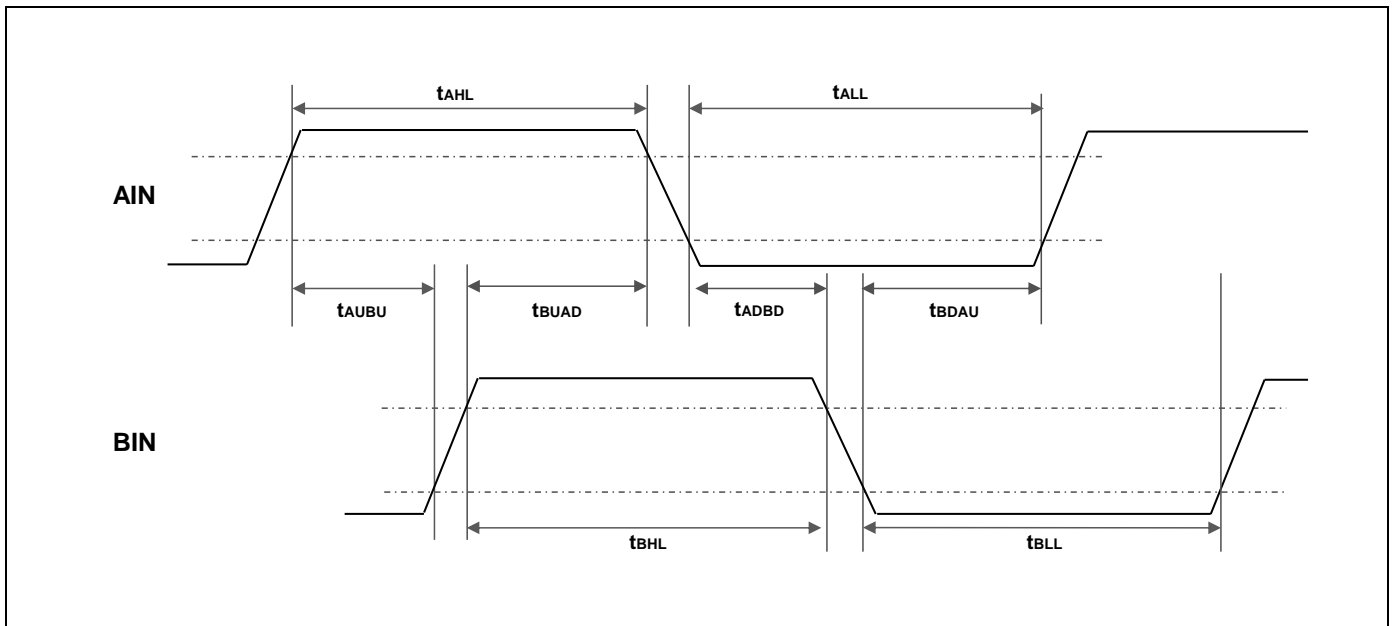 tAHL tALL
AIN
tAUBU tBUAD tADBD tBDAU
BIN
tBHL tBLL